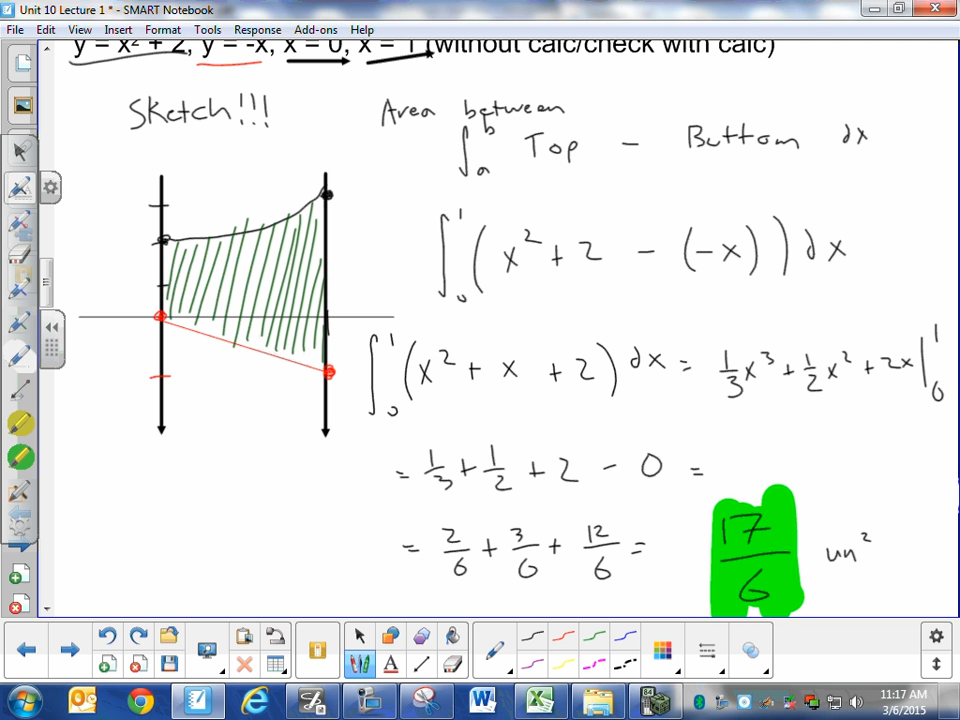 Unit 10 Lecture 1 * - SMART Notebook
File Edit View Insert Format Tools Response Add-ons Help
y = x² + 2, y = -x, x = 0, x = 1 (without calc/check with calc)
Sketch!!!
Area between
∫ₐᵇ Top - Bottom dx
∫₀¹ (x² + 2 - (-x)) dx
∫₀¹ (x² + x + 2) dx = 1/3 x³ + 1/2 x² + 2x |₀¹
= 1/3 + 1/2 + 2 - 0 =
= 2/6 + 3/6 + 12/6 = 17/6 un²
A
11:17 AM
3/6/2015